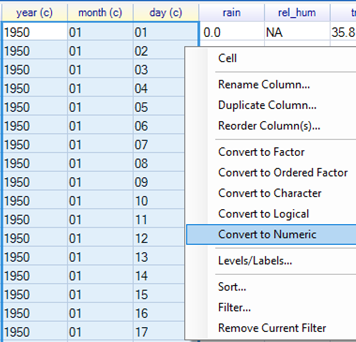 year (c) month (c) day (c) rain rel_hum
1950 01 01 0.0 NA 35.8
1950 01 02
Cell
1950 01 03
1950 01 04
Rename Column...
1950 01 05
Duplicate Column...
1950 01 06
Reorder Column(s)...
1950 01 07
Convert to Factor
1950 01 08
Convert to Ordered Factor
1950 01 09
Convert to Character
1950 01 10
1950 01 11
Convert to Logical
1950 01 12
Convert to Numeric
1950 01 13
Levels/Labels...
1950 01 14
Sort...
1950 01 15
Filter...
1950 01 16
Remove Current Filter
1950 01 17